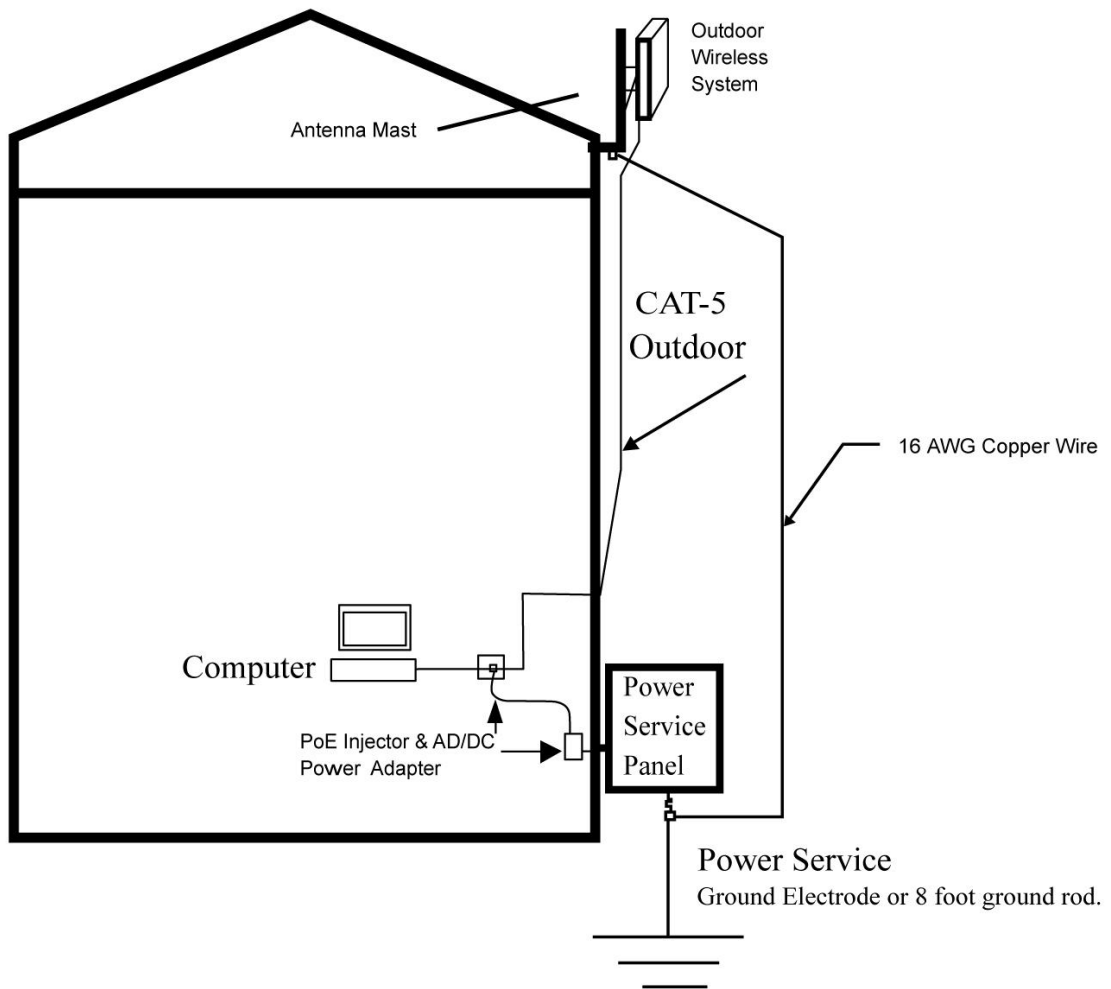 Outdoor
Wireless
System
Antenna Mast
CAT-5
Outdoor
16 AWG Copper Wire
Computer
Power
Service
Panel
PoE Injector & AD/DC
Power Adapter
Power Service
Ground Electrode or 8 foot ground rod.